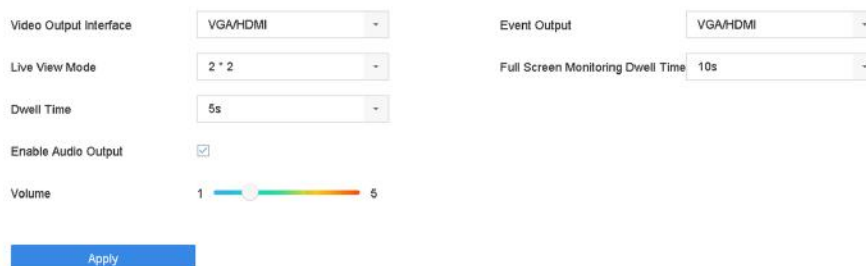 Video Output Interface VGA/HDMI Event Output VGA/HDMI
Live View Mode 2 * 2 Full Screen Monitoring Dwell Time 10s
Dwell Time 5s
Enable Audio Output
Volume 1 5
Apply